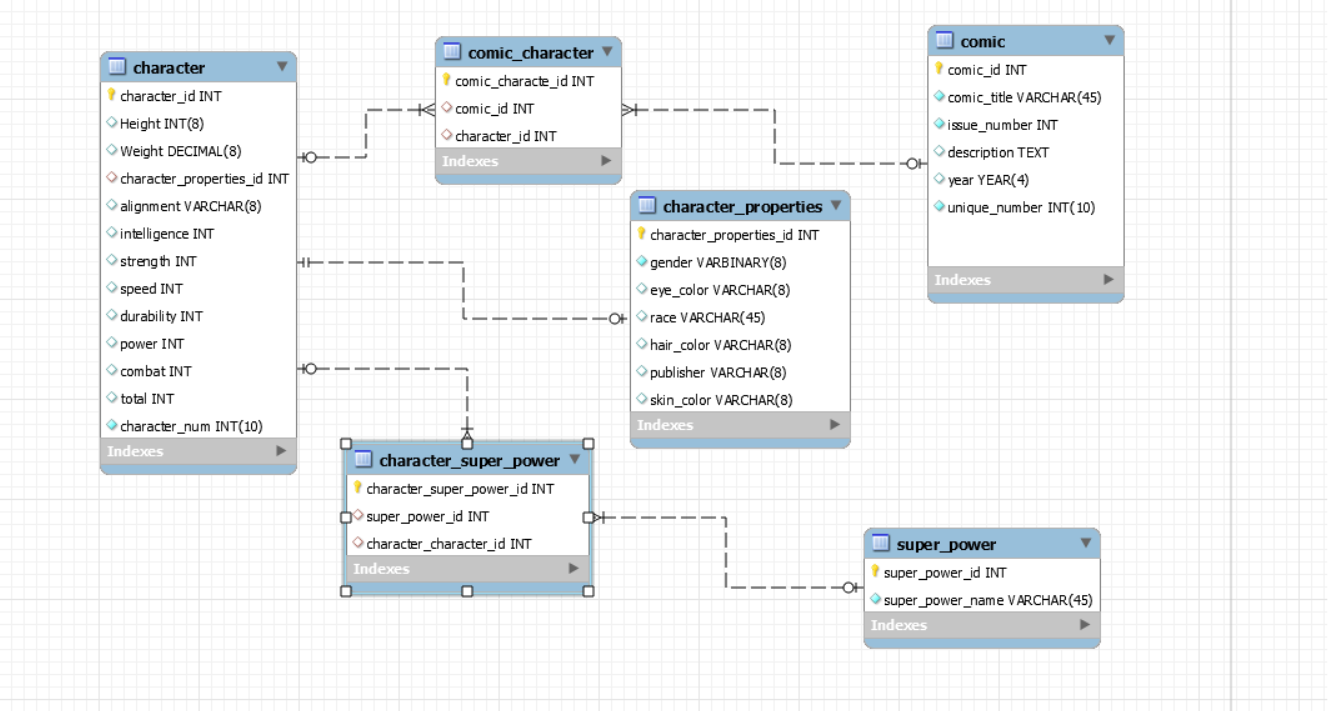 character
character_id INT
Height INT(8)
Weight DECIMAL(8)
character_properties_id INT
alignment VARCHAR(8)
intelligence INT
strength INT
speed INT
durability INT
power INT
combat INT
total INT
character_num INT(10)
Indexes
comic_character
comic_characte_id INT
comic_id INT
character_id INT
Indexes
comic
comic_id INT
comic_title VARCHAR(45)
issue_number INT
description TEXT
year YEAR(4)
unique_number INT(10)
Indexes
character_properties
character_properties_id INT
gender VARBINARY(8)
eye_color VARCHAR(8)
race VARCHAR(45)
hair_color VARCHAR(8)
publisher VARCHAR(8)
skin_color VARCHAR(8)
Indexes
character_super_power
character_super_power_id INT
super_power_id INT
character_character_id INT
Indexes
super_power
super_power_id INT
super_power_name VARCHAR(45)
Indexes